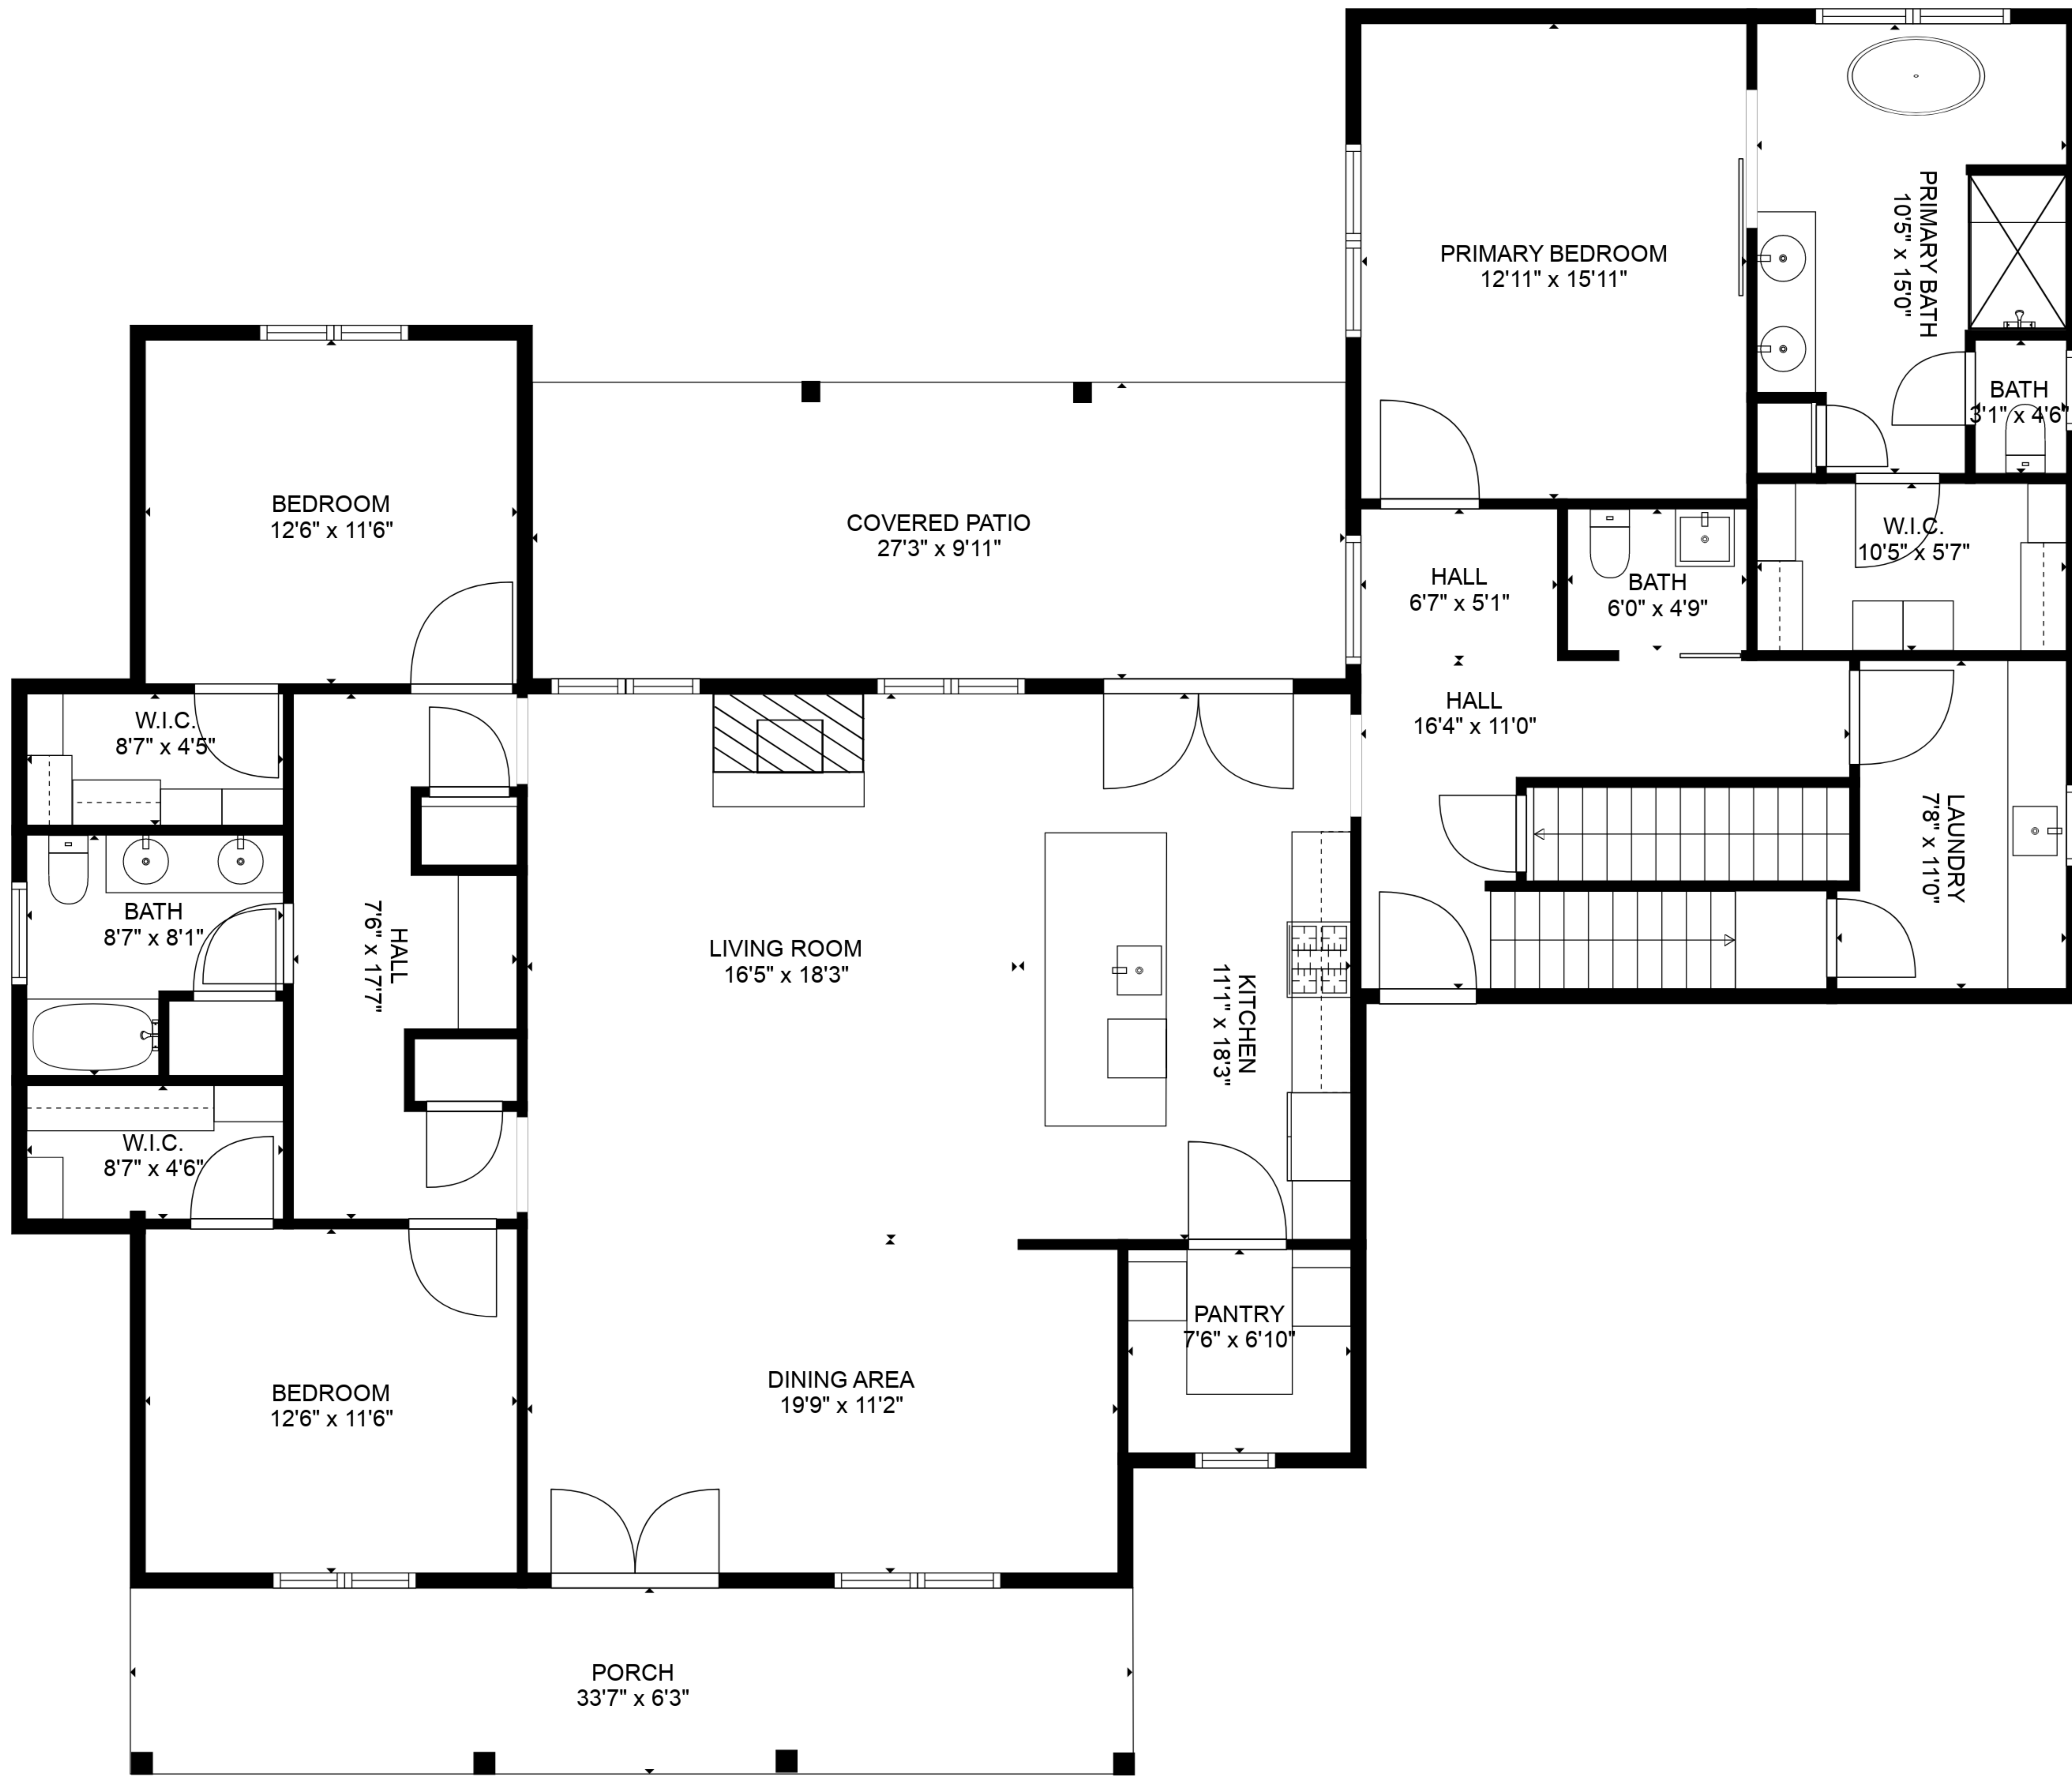 PRIMARY BEDROOM
12'11" x 15'11"
PRIMARY BATH
10'5" x 15'0"
BATH
3'1" x 4'6"
BEDROOM
12'6" x 11'6"
COVERED PATIO
27'3" x 9'11"
HALL
6'7" x 5'1"
BATH
6'0" x 4'9"
W.I.C.
10'5" x 5'7"
W.I.C.
8'7" x 4'5"
HALL
16'4" x 11'0"
LAUNDRY
7'8" x 11'0"
BATH
8'7" x 8'1"
HALL
7'6" x 17'7"
LIVING ROOM
16'5" x 18'3"
KITCHEN
11'1" x 18'3"
W.I.C.
8'7" x 4'6"
PANTRY
7'6" x 6'10"
BEDROOM
12'6" x 11'6"
DINING AREA
19'9" x 11'2"
PORCH
33'7" x 6'3"